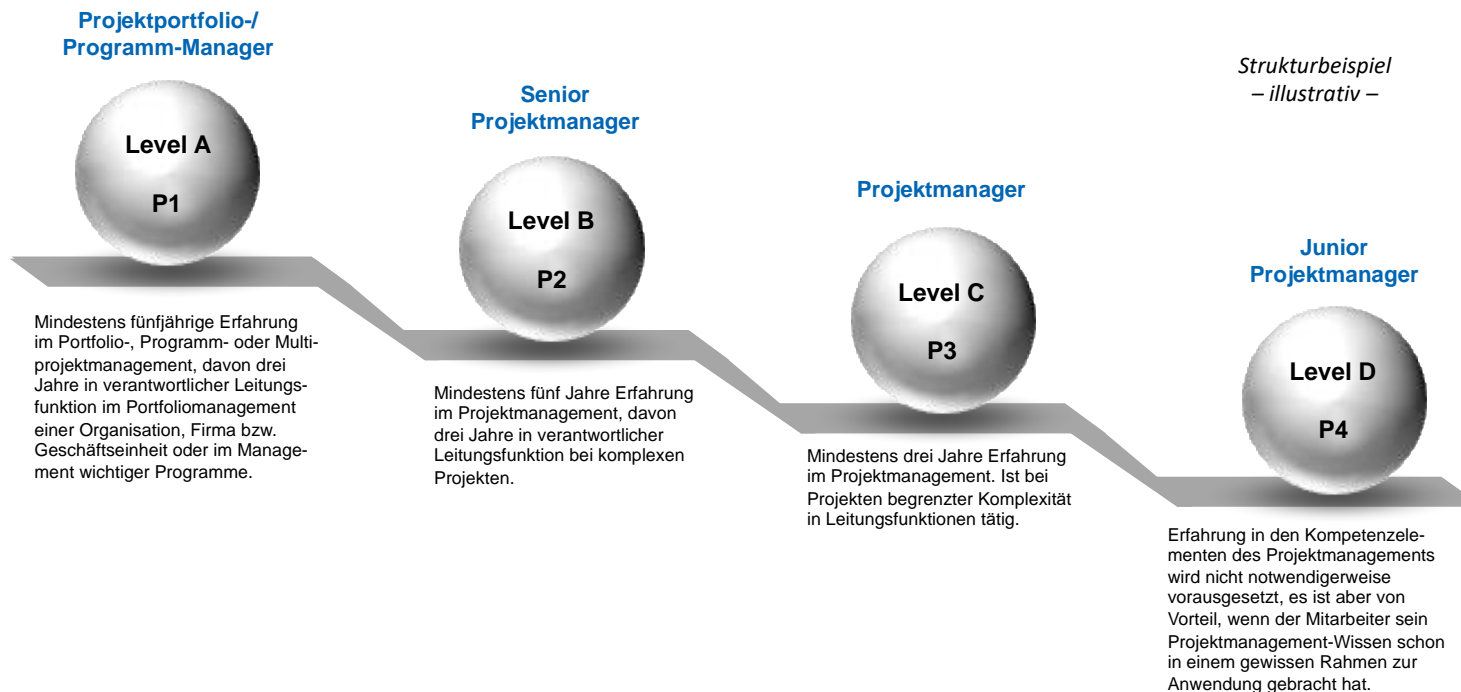 Projektportfolio-/
Programm-Manager
Level A
P1
Mindestens fünfjährige Erfahrung
im Portfolio-, Programm- oder Multi-
projektmanagement, davon drei
Jahre in verantwortlicher Leitungs-
funktion im Portfoliomanagement
einer Organisation, Firma bzw.
Geschäftseinheit oder im Manage-
ment wichtiger Programme.
Senior
Projektmanager
Level B
P2
Mindestens fünf Jahre Erfahrung
im Projektmanagement, davon
drei Jahre in verantwortlicher
Leitungsfunktion bei komplexen
Projekten.
Projektmanager
Level C
P3
Mindestens drei Jahre Erfahrung
im Projektmanagement. Ist bei
Projekten begrenzter Komplexität
in Leitungsfunktionen tätig.
Strukturbeispiel
– illustrativ –
Junior
Projektmanager
Level D
P4
Erfahrung in den Kompetenzele-
menten des Projektmanagements
wird nicht notwendigerweise
vorausgesetzt, es ist aber von
Vorteil, wenn der Mitarbeiter sein
Projektmanagement-Wissen schon
in einem gewissen Rahmen zur
Anwendung gebracht hat.